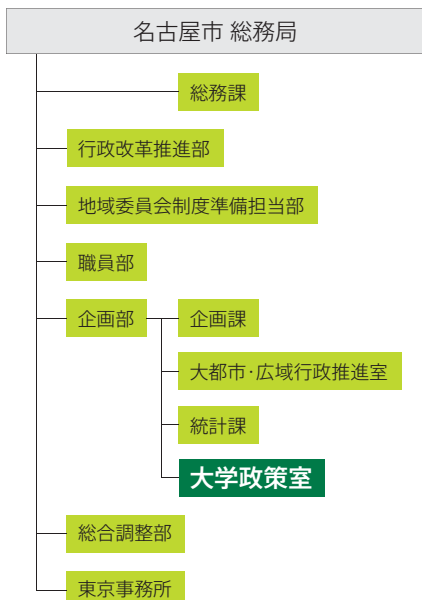 名古屋市 総務局
総務課
行政改革推進部
地域委員会制度準備担当部
職員部
企画部
企画課
大都市･広域行政推進室
統計課
大学政策室
総合調整部
東京事務所